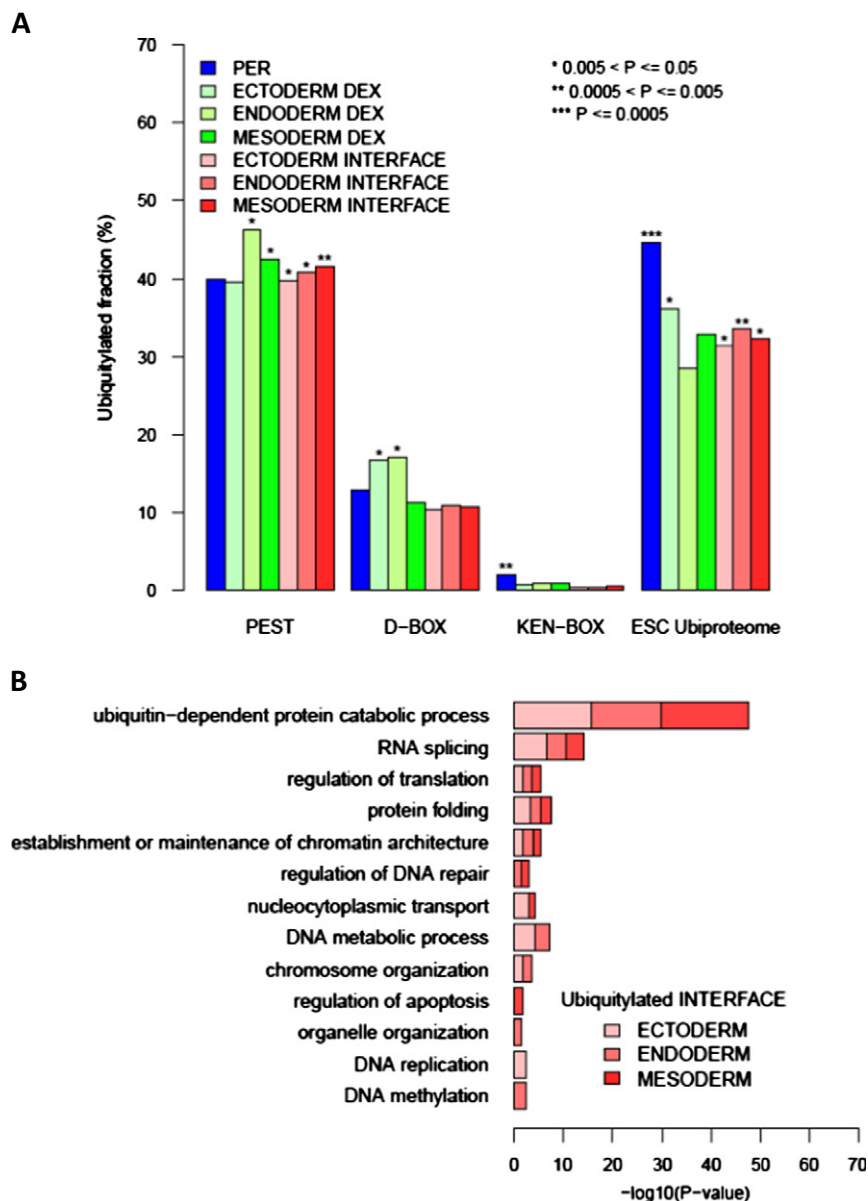 A
70
60
50
40
30
20
10
0
Ubiquitylated fraction (%)
PER
ECTODERM DEX
ENDODERM DEX
MESODERM DEX
ECTODERM INTERFACE
ENDODERM INTERFACE
MESODERM INTERFACE
* 0.005 < P <= 0.05
** 0.0005 < P <= 0.005
*** P <= 0.0005
* * * * **
* *
**
*** * * ** *
PEST D-BOX KEN-BOX ESC Ubiproteome
B
ubiquitin-dependent protein catabolic process
RNA splicing
regulation of translation
protein folding
establishment or maintenance of chromatin architecture
regulation of DNA repair
nucleocytoplasmic transport
DNA metabolic process
chromosome organization
regulation of apoptosis
organelle organization
DNA replication
DNA methylation
Ubiquitylated INTERFACE
ECTODERM
ENDODERM
MESODERM
0 10 20 30 40 50 60 70
-log10(P-value)